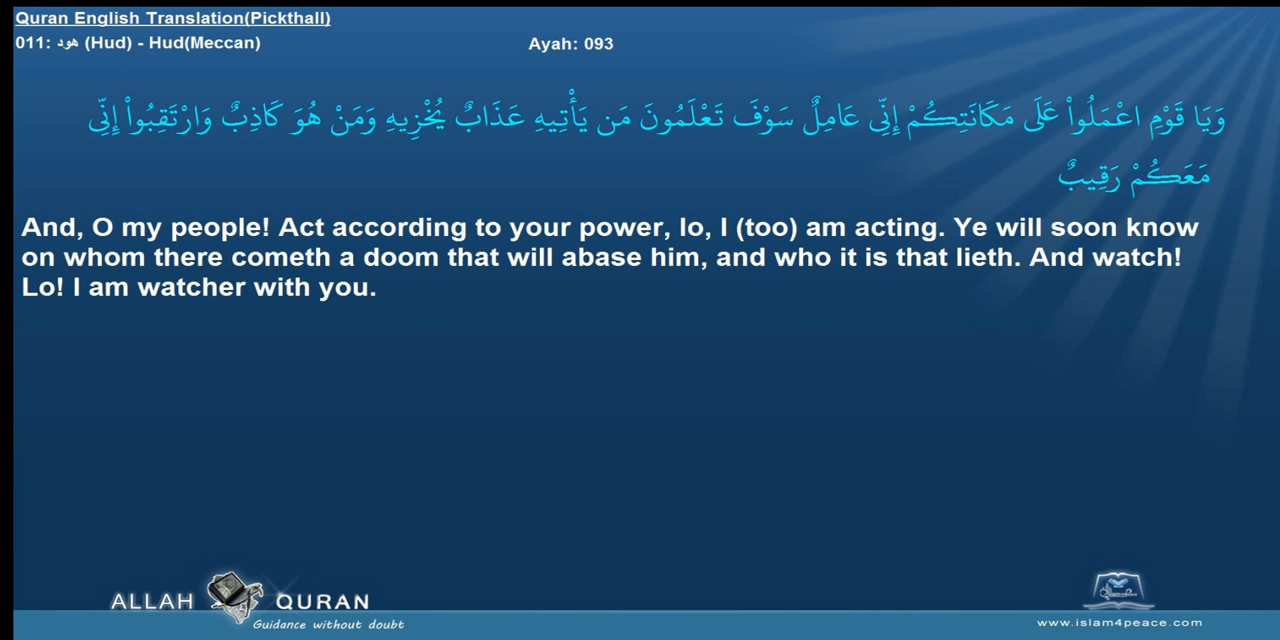 Quran English Translation(Pickthall)
011: هود (Hud) - Hud(Meccan) Ayah: 093
وَيَا قَوْمِ اعْمَلُواْ عَلَى مَكَانَتِكُمْ إِنِّي عَامِلٌ سَوْفَ تَعْلَمُونَ مَن يَأْتِيهِ عَذَابٌ يُخْزِيهِ وَمَنْ هُوَ كَاذِبٌ وَارْتَقِبُواْ إِنِّي
مَعَكُمْ رَقِيبٌ
And, O my people! Act according to your power, lo, I (too) am acting. Ye will soon know
on whom there cometh a doom that will abase him, and who it is that lieth. And watch!
Lo! I am watcher with you.
ALLAH QURAN
Guidance without doubt
www.islam4peace.com